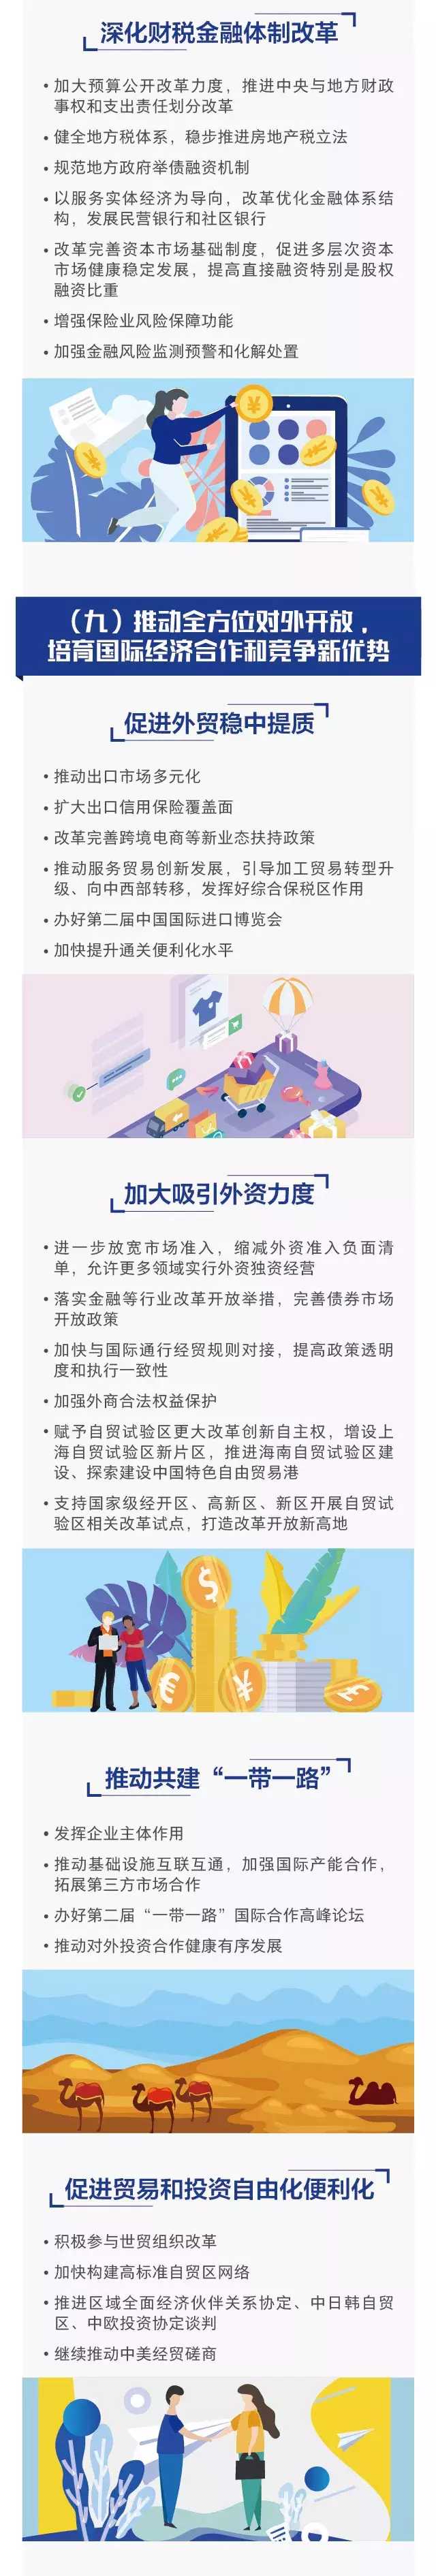 深化财税金融体制改革
• 加大预算公开改革力度，推进中央与地方财政
事权和支出责任划分改革
• 健全地方税体系，稳步推进房地产税立法
• 规范地方政府举债融资机制
• 以服务实体经济为导向，改革优化金融体系结
构，发展民营银行和社区银行
• 改革完善资本市场基础制度，促进多层次资本
市场健康稳定发展，提高直接融资特别是股权
融资比重
• 增强保险业风险保障功能
• 加强金融风险监测预警和化解处置
（九）推动全方位对外开放，
培育国际经济合作和竞争新优势
促进外贸稳中提质
• 推动出口市场多元化
• 扩大出口信用保险覆盖面
• 改革完善跨境电商等新业态扶持政策
• 推动服务贸易创新发展，引导加工贸易转型升
级、向中西部转移，发挥好综合保税区作用
• 办好第二届中国国际进口博览会
• 加快提升通关便利化水平
加大吸引外资力度
• 进一步放宽市场准入，缩减外资准入负面清
单，允许更多领域实行外资独资经营
• 落实金融等行业改革开放举措，完善债券市场
开放政策
• 加快与国际通行经贸规则对接，提高政策透明
度和执行一致性
• 加强外商合法权益保护
• 赋予自贸试验区更大改革创新自主权，增设上
海自贸试验区新片区，推进海南自贸试验区建
设、探索建设中国特色自由贸易港
• 支持国家级经开区、高新区、新区开展自贸试
验区相关改革试点，打造改革开放新高地
推动共建“一带一路”
• 发挥企业主体作用
• 推动基础设施互联互通，加强国际产能合作，
拓展第三方市场合作
• 办好第二届“一带一路”国际合作高峰论坛
• 推动对外投资合作健康有序发展
促进贸易和投资自由化便利化
• 积极参与世贸组织改革
• 加快构建高标准自贸区网络
• 推进区域全面经济伙伴关系协定、中日韩自贸
区、中欧投资协定谈判
• 继续推动中美经贸磋商